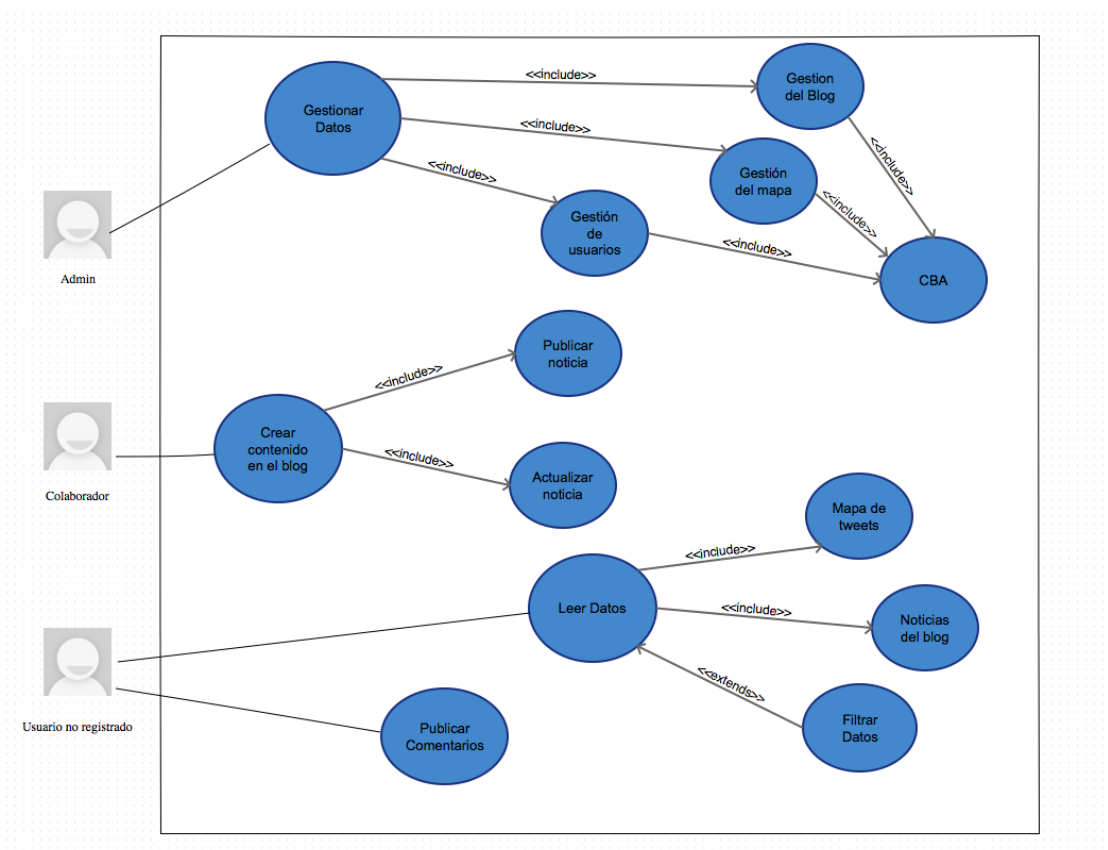 <<include>>
Gestion
del Blog
Gestionar
Datos
<<include>>
<<include>>
<<include>>
Gestión
del mapa
<<include>>
Gestión
de
usuarios
<<include>>
CBA
Admin
Publicar
noticia
<<include>>
Crear
contenido
en el blog
<<include>>
Actualizar
noticia
Colaborador
Mapa de
tweets
<<include>>
Leer Datos
<<include>>
Noticias
del blog
<<extends>>
Usuario no registrado
Publicar
Comentarios
Filtrar
Datos